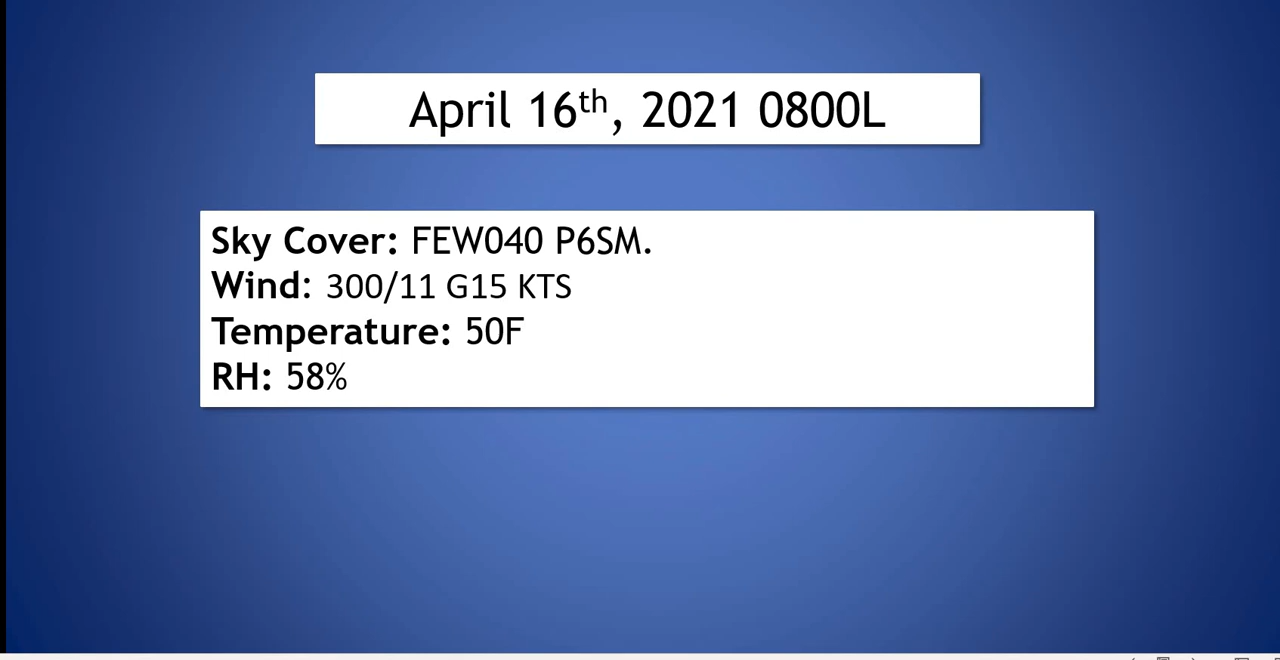 April 16th, 2021 0800L
Sky Cover: FEW040 P6SM.
Wind: 300/11 G15 KTS
Temperature: 50F
RH: 58%